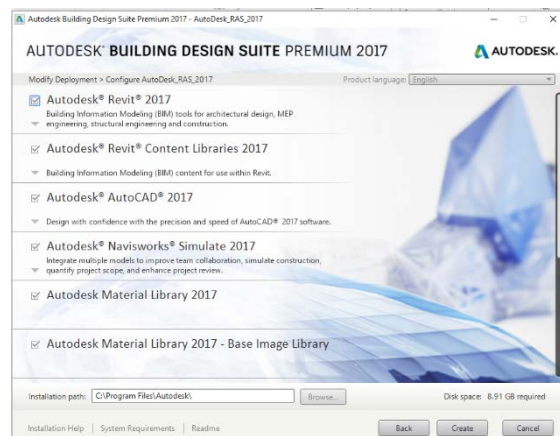 Autodesk Building Design Suite Premium 2017 - AutoDesk_RAS_2017
AUTODESK® BUILDING DESIGN SUITE PREMIUM 2017
AUTODESK.
Modify Deployment > Configure AutoDesk_RAS_2017
Product language: English
Autodesk® Revit® 2017
Building Information Modeling (BIM) tools for architectural design, MEP
engineering, structural engineering and construction.
Autodesk® Revit® Content Libraries 2017
Building Information Modeling (BIM) content for use within Revit.
Autodesk® AutoCAD® 2017
Design with confidence with the precision and speed of AutoCAD® 2017 software.
Autodesk® Navisworks® Simulate 2017
Integrate multiple models to improve team collaboration, simulate construction,
quantify project scope, and enhance project review.
Autodesk Material Library 2017
Autodesk Material Library 2017 - Base Image Library
Installation path: C:\Program Files\Autodesk\ Browse... Disk space: 8.91 GB required
Installation Help | System Requirements | Readme
Back Create Cancel